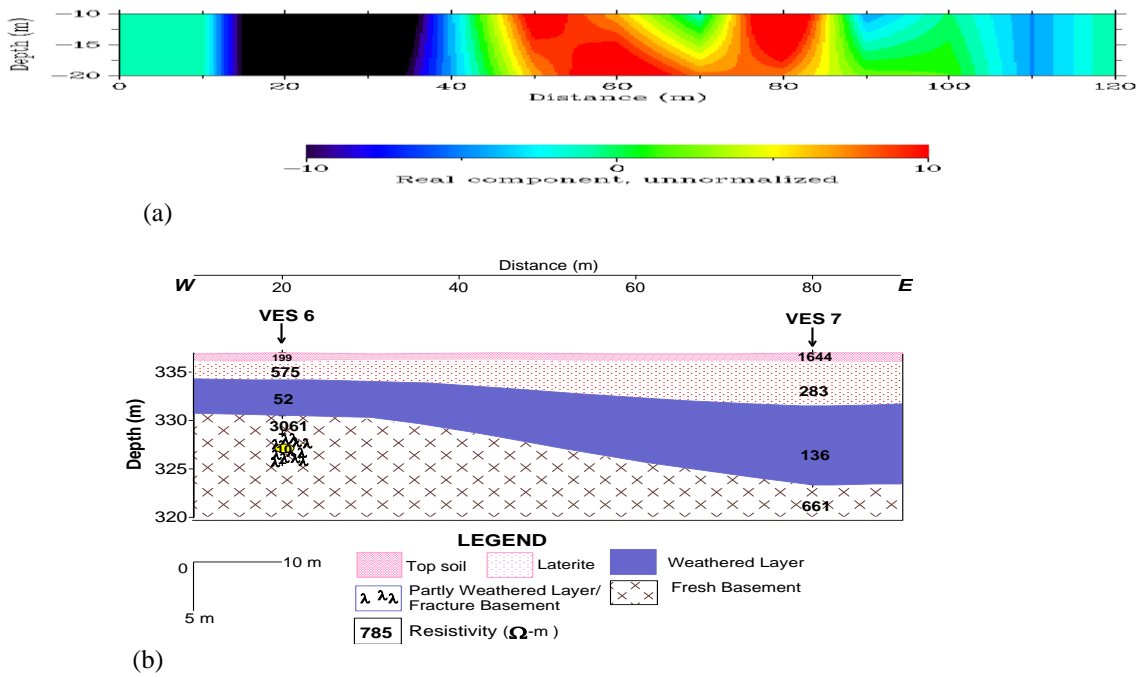 Depth (m)
−10
−15
−20
0 20 40 60 80 100 120
Distance (m)
−10 0 10
Real component, unnormalized
(a)
Distance (m)
W 20 40 60 80 E
VES 6 VES 7
Depth (m)
335
330
325
320
199 1644
575 283
52
3061
10
136
661
LEGEND
Top soil Laterite Weathered Layer
Partly Weathered Layer/ Fresh Basement
Fracture Basement
785 Resistivity (Ω-m )
0 10 m
5 m
(b)